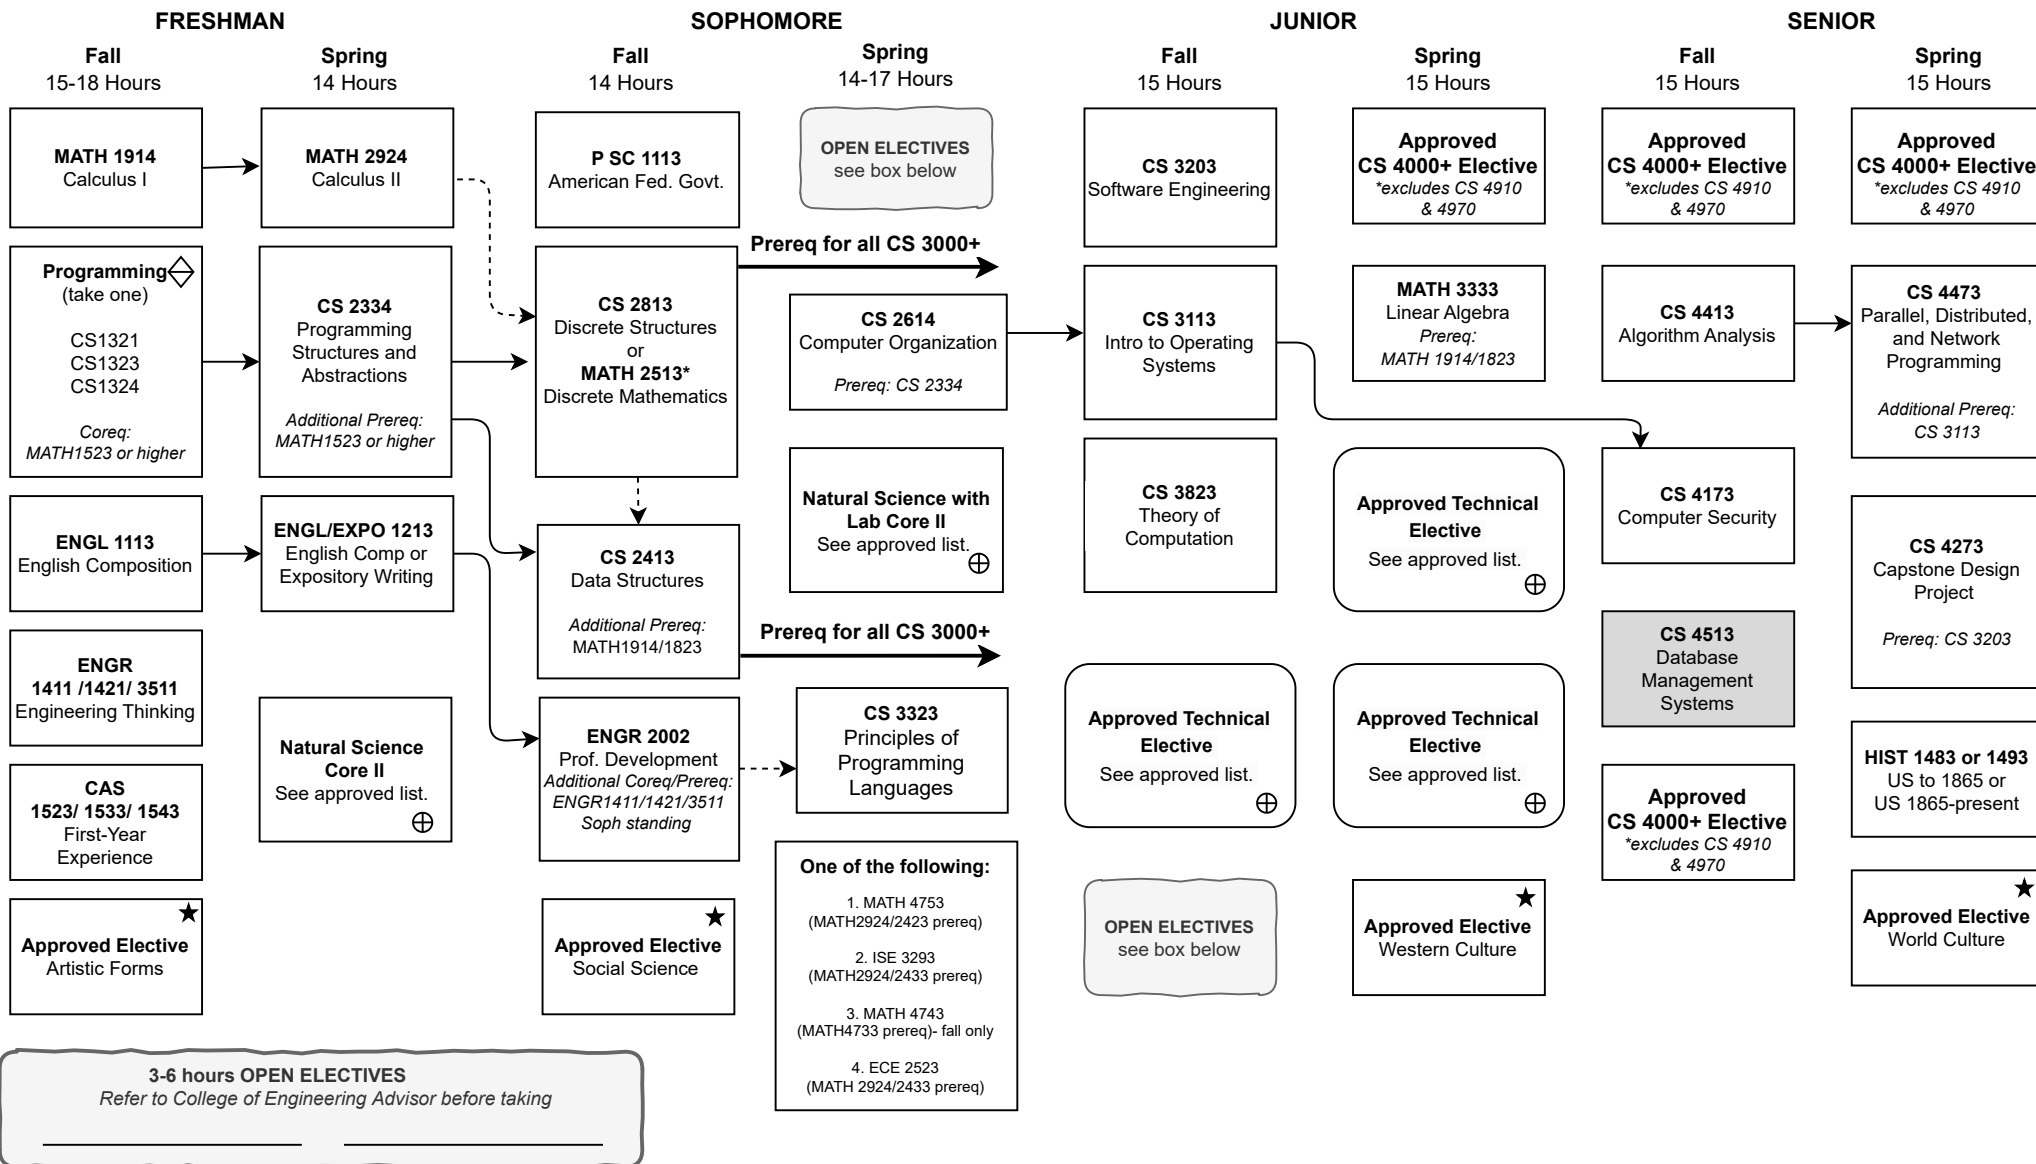 FRESHMAN
SOPHOMORE
JUNIOR
SENIOR
Fall
15-18 Hours
Spring
14 Hours
Fall
14 Hours
Spring
14-17 Hours
Fall
15 Hours
Spring
15 Hours
Fall
15 Hours
Spring
15 Hours
MATH 1914
Calculus I
Programming
(take one)
CS1321
CS1323
CS1324
Coreq:
MATH1523 or higher
ENGL 1113
English Composition
ENGR
1411 /1421/ 3511
Engineering Thinking
CAS
1523/ 1533/ 1543
First-Year
Experience
Approved Elective
Artistic Forms
MATH 2924
Calculus II
CS 2334
Programming
Structures and
Abstractions
Additional Prereq:
MATH1523 or higher
ENGL/EXPO 1213
English Comp or
Expository Writing
Natural Science
Core II
See approved list.
P SC 1113
American Fed. Govt.
CS 2813
Discrete Structures
or
MATH 2513*
Discrete Mathematics
CS 2413
Data Structures
Additional Prereq:
MATH1914/1823
ENGR 2002
Prof. Development
Additional Coreq/Prereq:
ENGR1411/1421/3511
Soph standing
Approved Elective
Social Science
OPEN ELECTIVES
see box below
Prereq for all CS 3000+
CS 2614
Computer Organization
Prereq: CS 2334
Natural Science with
Lab Core II
See approved list.
Prereq for all CS 3000+
CS 3323
Principles of
Programming
Languages
One of the following:
1. MATH 4753
(MATH2924/2423 prereq)
2. ISE 3293
(MATH2924/2433 prereq)
3. MATH 4743
(MATH4733 prereq)- fall only
4. ECE 2523
(MATH 2924/2433 prereq)
CS 3203
Software Engineering
CS 3113
Intro to Operating
Systems
CS 3823
Theory of
Computation
Approved Technical
Elective
See approved list.
OPEN ELECTIVES
see box below
Approved
CS 4000+ Elective
*excludes CS 4910
& 4970
MATH 3333
Linear Algebra
Prereq:
MATH 1914/1823
Approved Technical
Elective
See approved list.
Approved Technical
Elective
See approved list.
Approved Elective
Western Culture
Approved
CS 4000+ Elective
*excludes CS 4910
& 4970
CS 4413
Algorithm Analysis
CS 4173
Computer Security
CS 4513
Database
Management
Systems
Approved
CS 4000+ Elective
*excludes CS 4910
& 4970
Approved
CS 4000+ Elective
*excludes CS 4910
& 4970
CS 4473
Parallel, Distributed,
and Network
Programming
Additional Prereq:
CS 3113
CS 4273
Capstone Design
Project
Prereq: CS 3203
HIST 1483 or 1493
US to 1865 or
US 1865-present
Approved Elective
World Culture
3-6 hours OPEN ELECTIVES
Refer to College of Engineering Advisor before taking